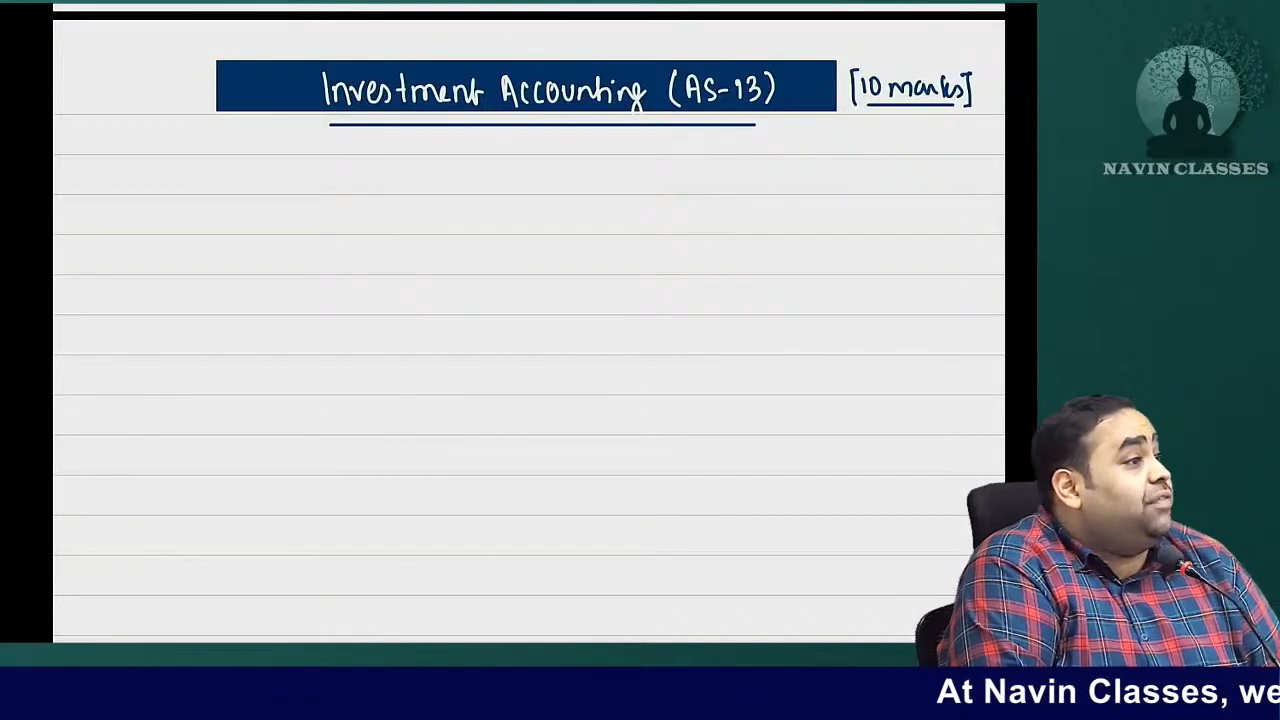 Investment Accounting (AS-13) [10 marks]
NAVIN CLASSES
At Navin Classes, we